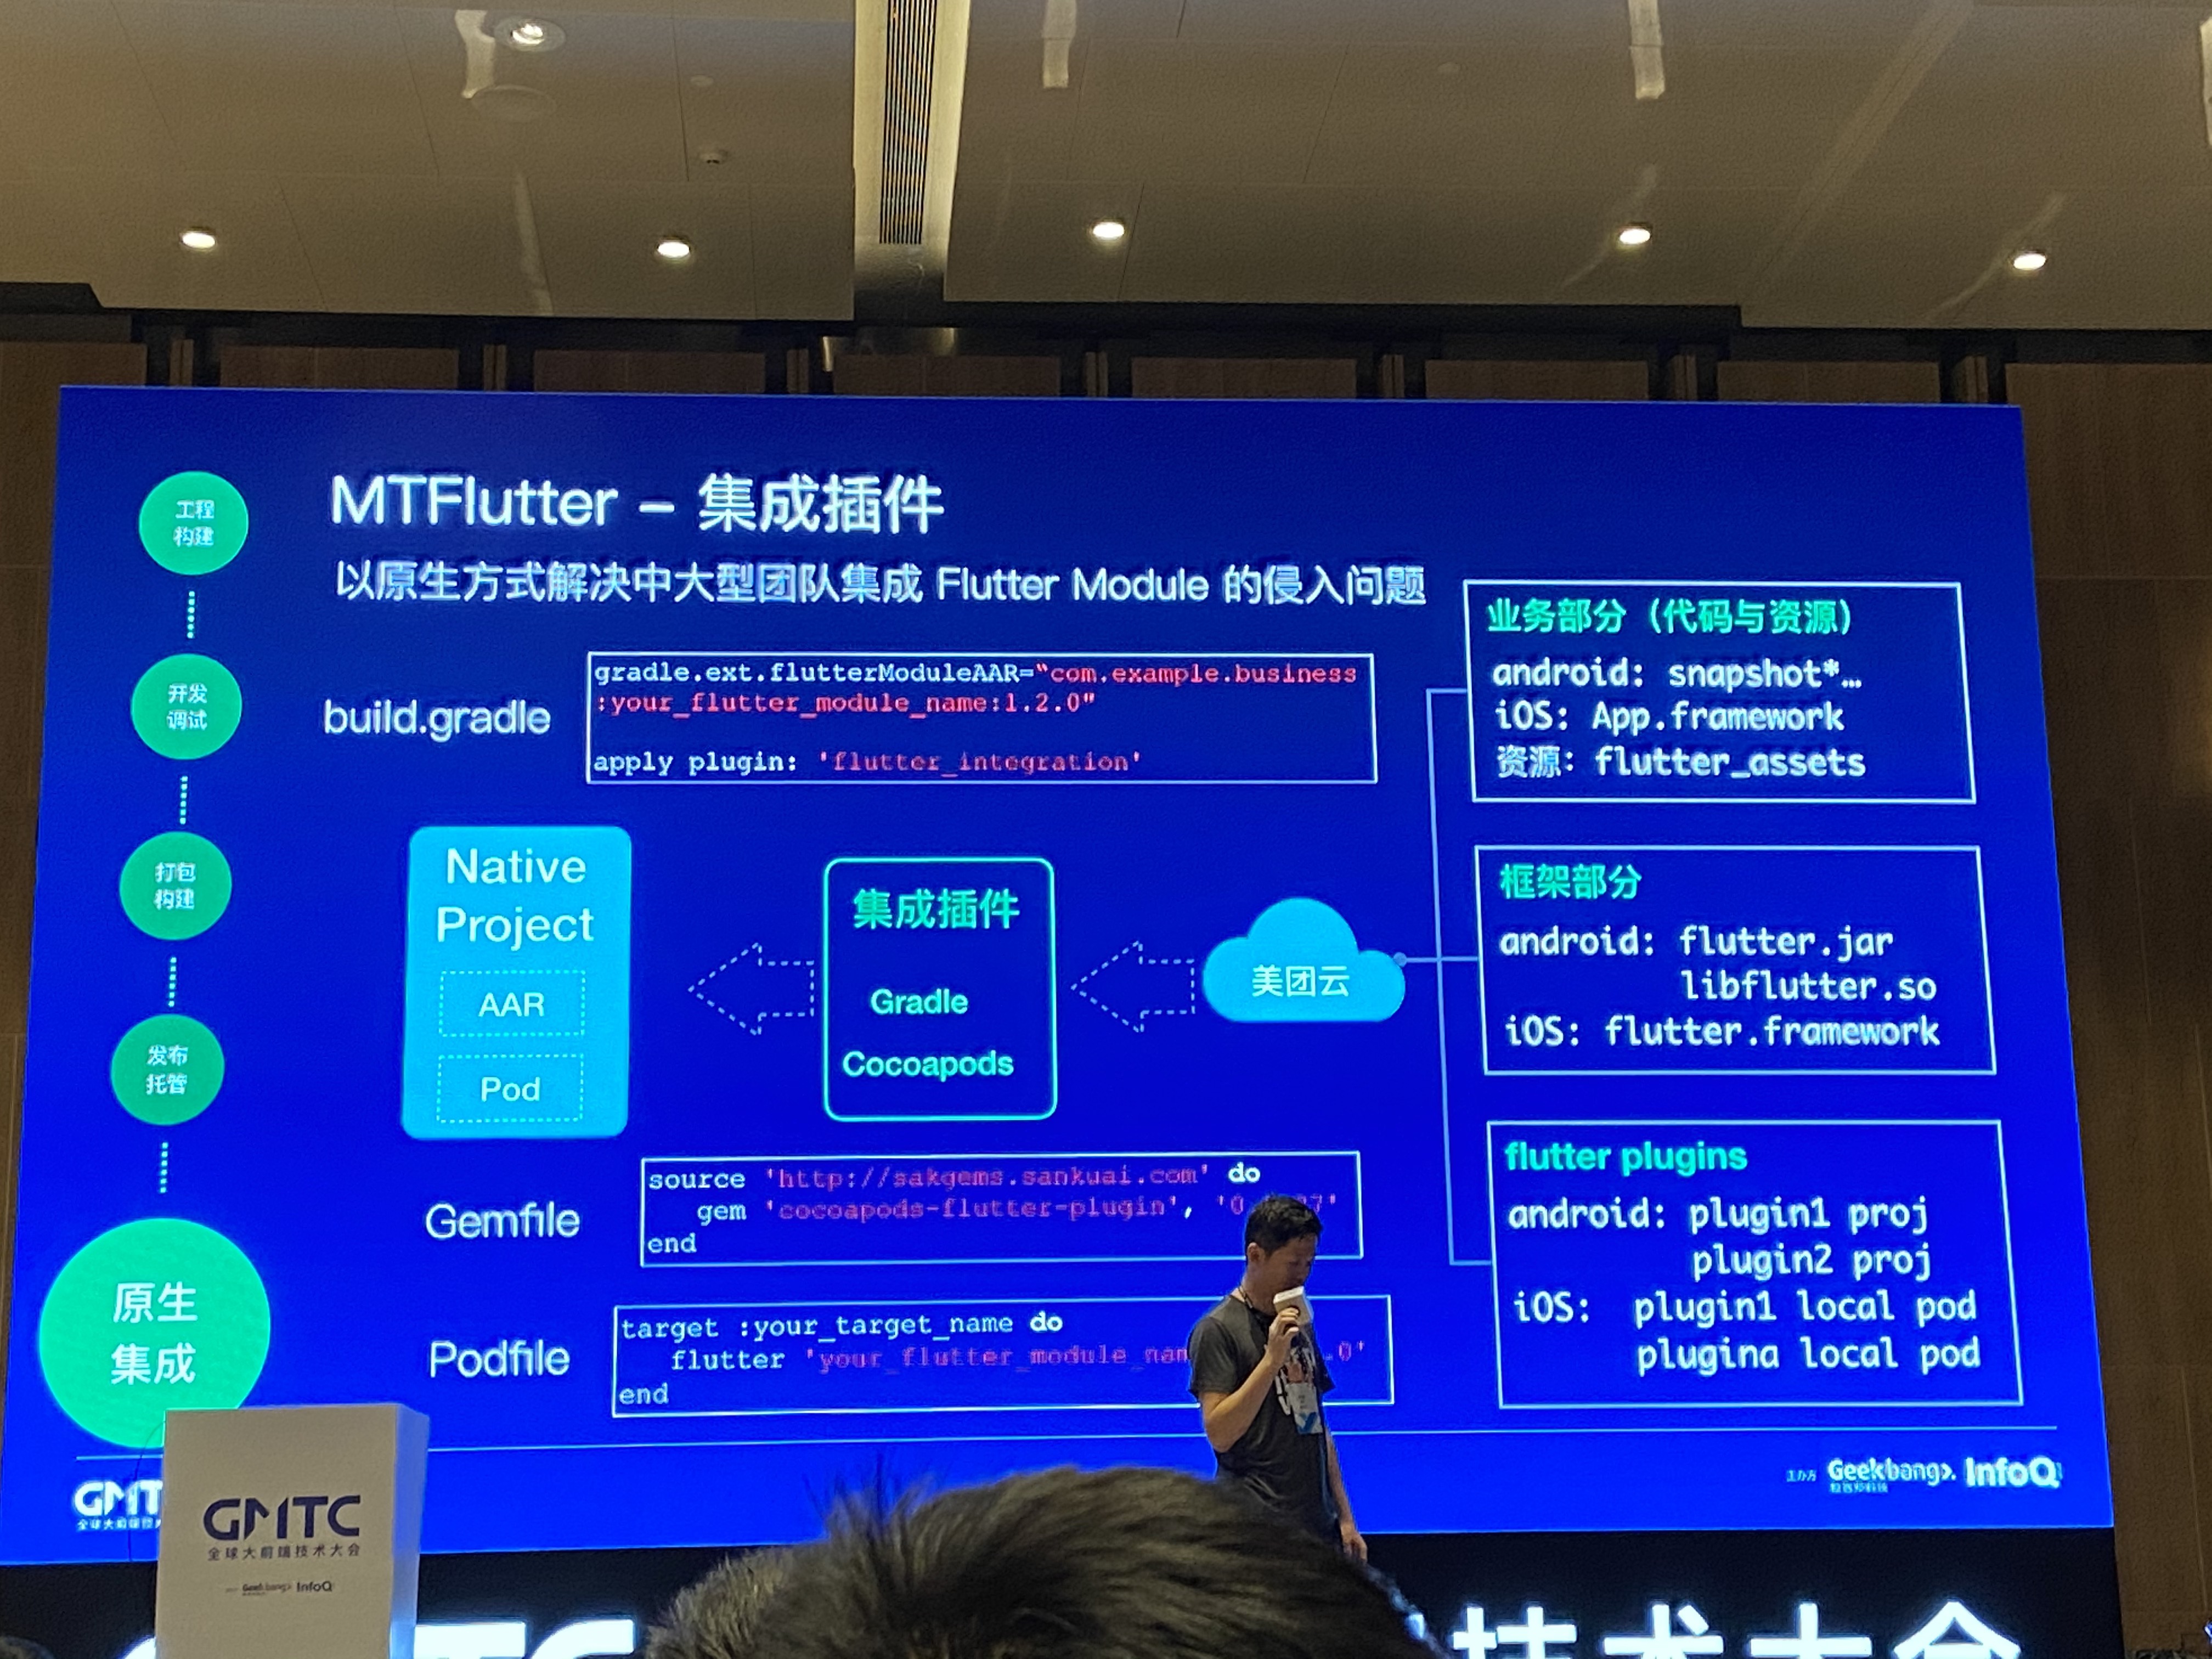 MTFlutter – 集成插件
以原生方式解决中大型团队集成 Flutter Module 的侵入问题
工程
构建
开发
调试
打包
构建
发布
托管
原生
集成
build.gradle
gradle.ext.flutterModuleAAR="com.example.business
:your_flutter_module_name:1.2.0"
apply plugin: 'flutter_integration'
Native
Project
AAR
Pod
集成插件
Gradle
Cocoapods
美团云
业务部分（代码与资源）
android: snapshot*…
iOS: App.framework
资源: flutter_assets
框架部分
android: flutter.jar
libflutter.so
iOS: flutter.framework
flutter plugins
android: plugin1 proj
plugin2 proj
iOS: plugin1 local pod
plugina local pod
Gemfile
source 'http://sakgems.sankuai.com' do
gem 'cocoapods-flutter-plugin',
end
Podfile
target :your_target_name do
flutter 'your_flutter_module_nam
end
主办方 Geekbang>. InfoQ
极客邦科技
GMTC
全球大前端技术大会
Geekbang> InfoQ
技术大会